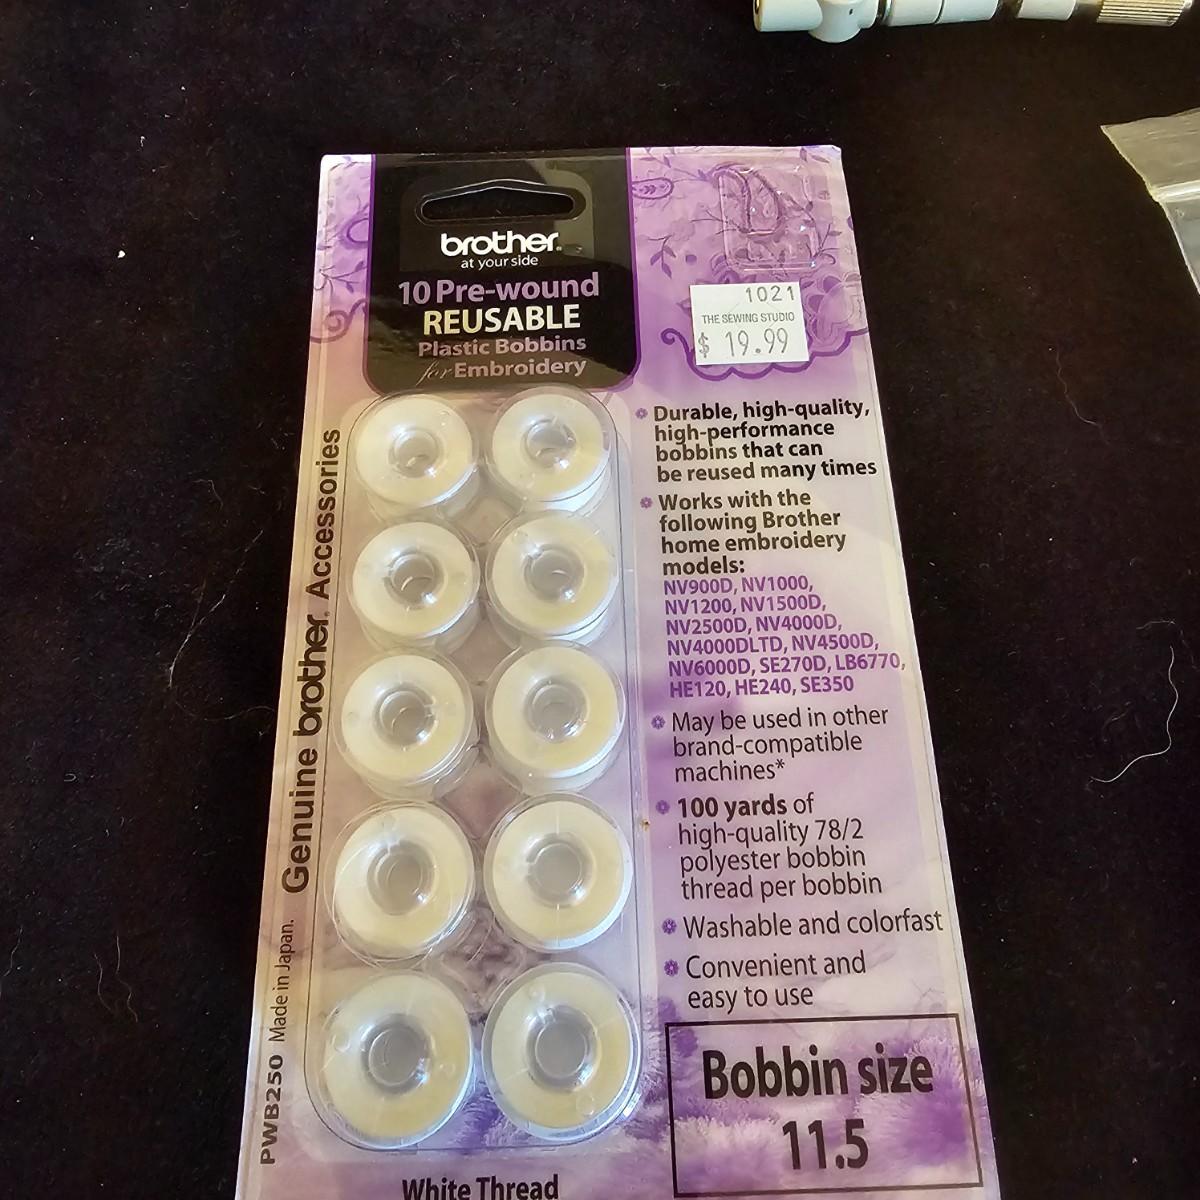 brother
at your side
10 Pre-wound
REUSABLE
Plastic Bobbins
for Embroidery
1021
THE SEWING STUDIO
$ 19.99
Durable, high-quality,
high-performance
bobbins that can
be reused many times
Works with the
following Brother
home embroidery
models:
NV900D, NV1000,
NV1200, NV1500D,
NV2500D, NV4000D,
NV4000DLTD, NV4500D,
NV6000D, SE270D, LB6770,
HE120, HE240, SE350
May be used in other
brand-compatible
machines*
100 yards of
high-quality 78/2
polyester bobbin
thread per bobbin
Washable and colorfast
Convenient and
easy to use
Bobbin size
11.5
Genuine brother. Accessories
PWB250 Made in Japan.
White Thread